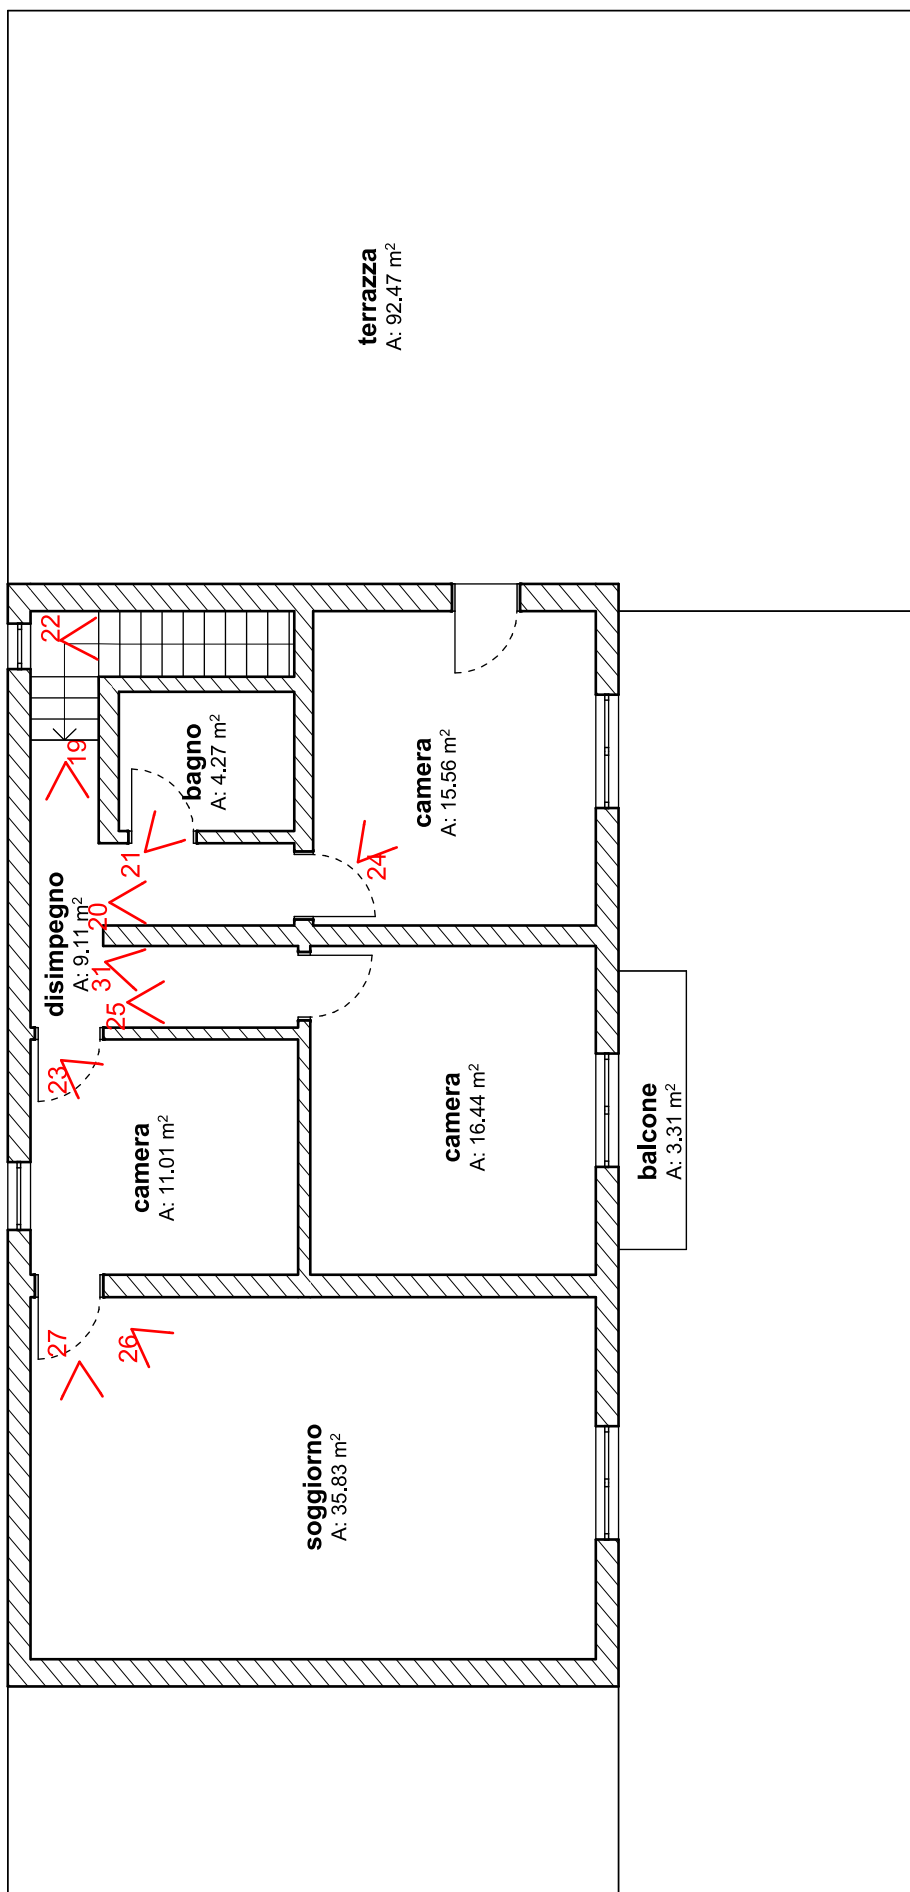 terrazza
A: 92.47 m²
22
19
bagno
A: 4.27 m²
camera
A: 15.56 m²
21
24
20
disimpegno
A: 9.11 m²
31
25
23
camera
A: 11.01 m²
camera
A: 16.44 m²
balcone
A: 3.31 m²
27
26
soggiorno
A: 35.83 m²